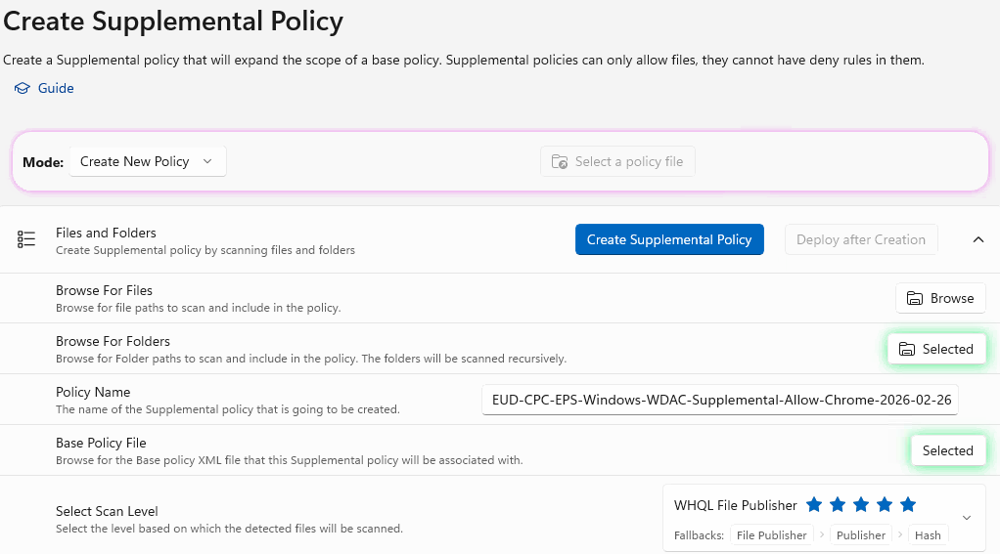 Create Supplemental Policy
Create a Supplemental policy that will expand the scope of a base policy. Supplemental policies can only allow files, they cannot have deny rules in them.
Guide
Mode: Create New Policy Select a policy file
Files and Folders
Create Supplemental policy by scanning files and folders
Create Supplemental Policy Deploy after Creation
Browse For Files
Browse for file paths to scan and include in the policy.
Browse
Browse For Folders
Browse for Folder paths to scan and include in the policy. The folders will be scanned recursively.
Selected
Policy Name
The name of the Supplemental policy that is going to be created.
EUD-CPC-EPS-Windows-WDAC-Supplemental-Allow-Chrome-2026-02-26
Base Policy File
Browse for the Base policy XML file that this Supplemental policy will be associated with.
Selected
Select Scan Level
Select the level based on which the detected files will be scanned.
WHQL File Publisher
Fallbacks: File Publisher Publisher Hash